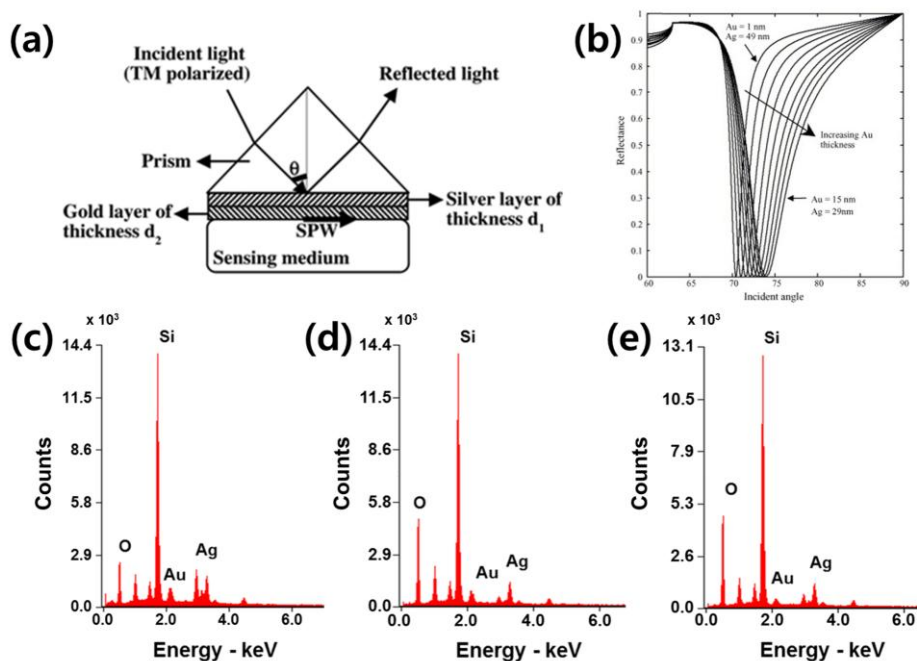 (a)
Incident light
(TM polarized)
Reflected light
Prism
θ
Gold layer of
thickness d2
Silver layer of
thickness d1
SPW
Sensing medium
(b)
Reflectance
1
0.9
0.8
0.7
0.6
0.5
0.4
0.3
0.2
0.1
0
60
65
70
75
80
85
90
Incident angle
Au = 1 nm
Ag = 49 nm
Increasing Au
thickness
Au = 15 nm
Ag = 29nm
(c)
x 10³
14.4
11.5
8.6
5.8
2.9
0.000
Counts
Si
O
Au
Ag
0.0
2.0
4.0
6.0
Energy - keV
(d)
x 10³
14.4
11.5
8.6
5.8
2.9
0.000
Counts
Si
O
Au
Ag
0.0
2.0
4.0
6.0
Energy - keV
(e)
x 10³
13.1
10.5
7.9
5.3
2.6
0.000
Counts
Si
O
Au
Ag
0.0
2.0
4.0
6.0
Energy - keV